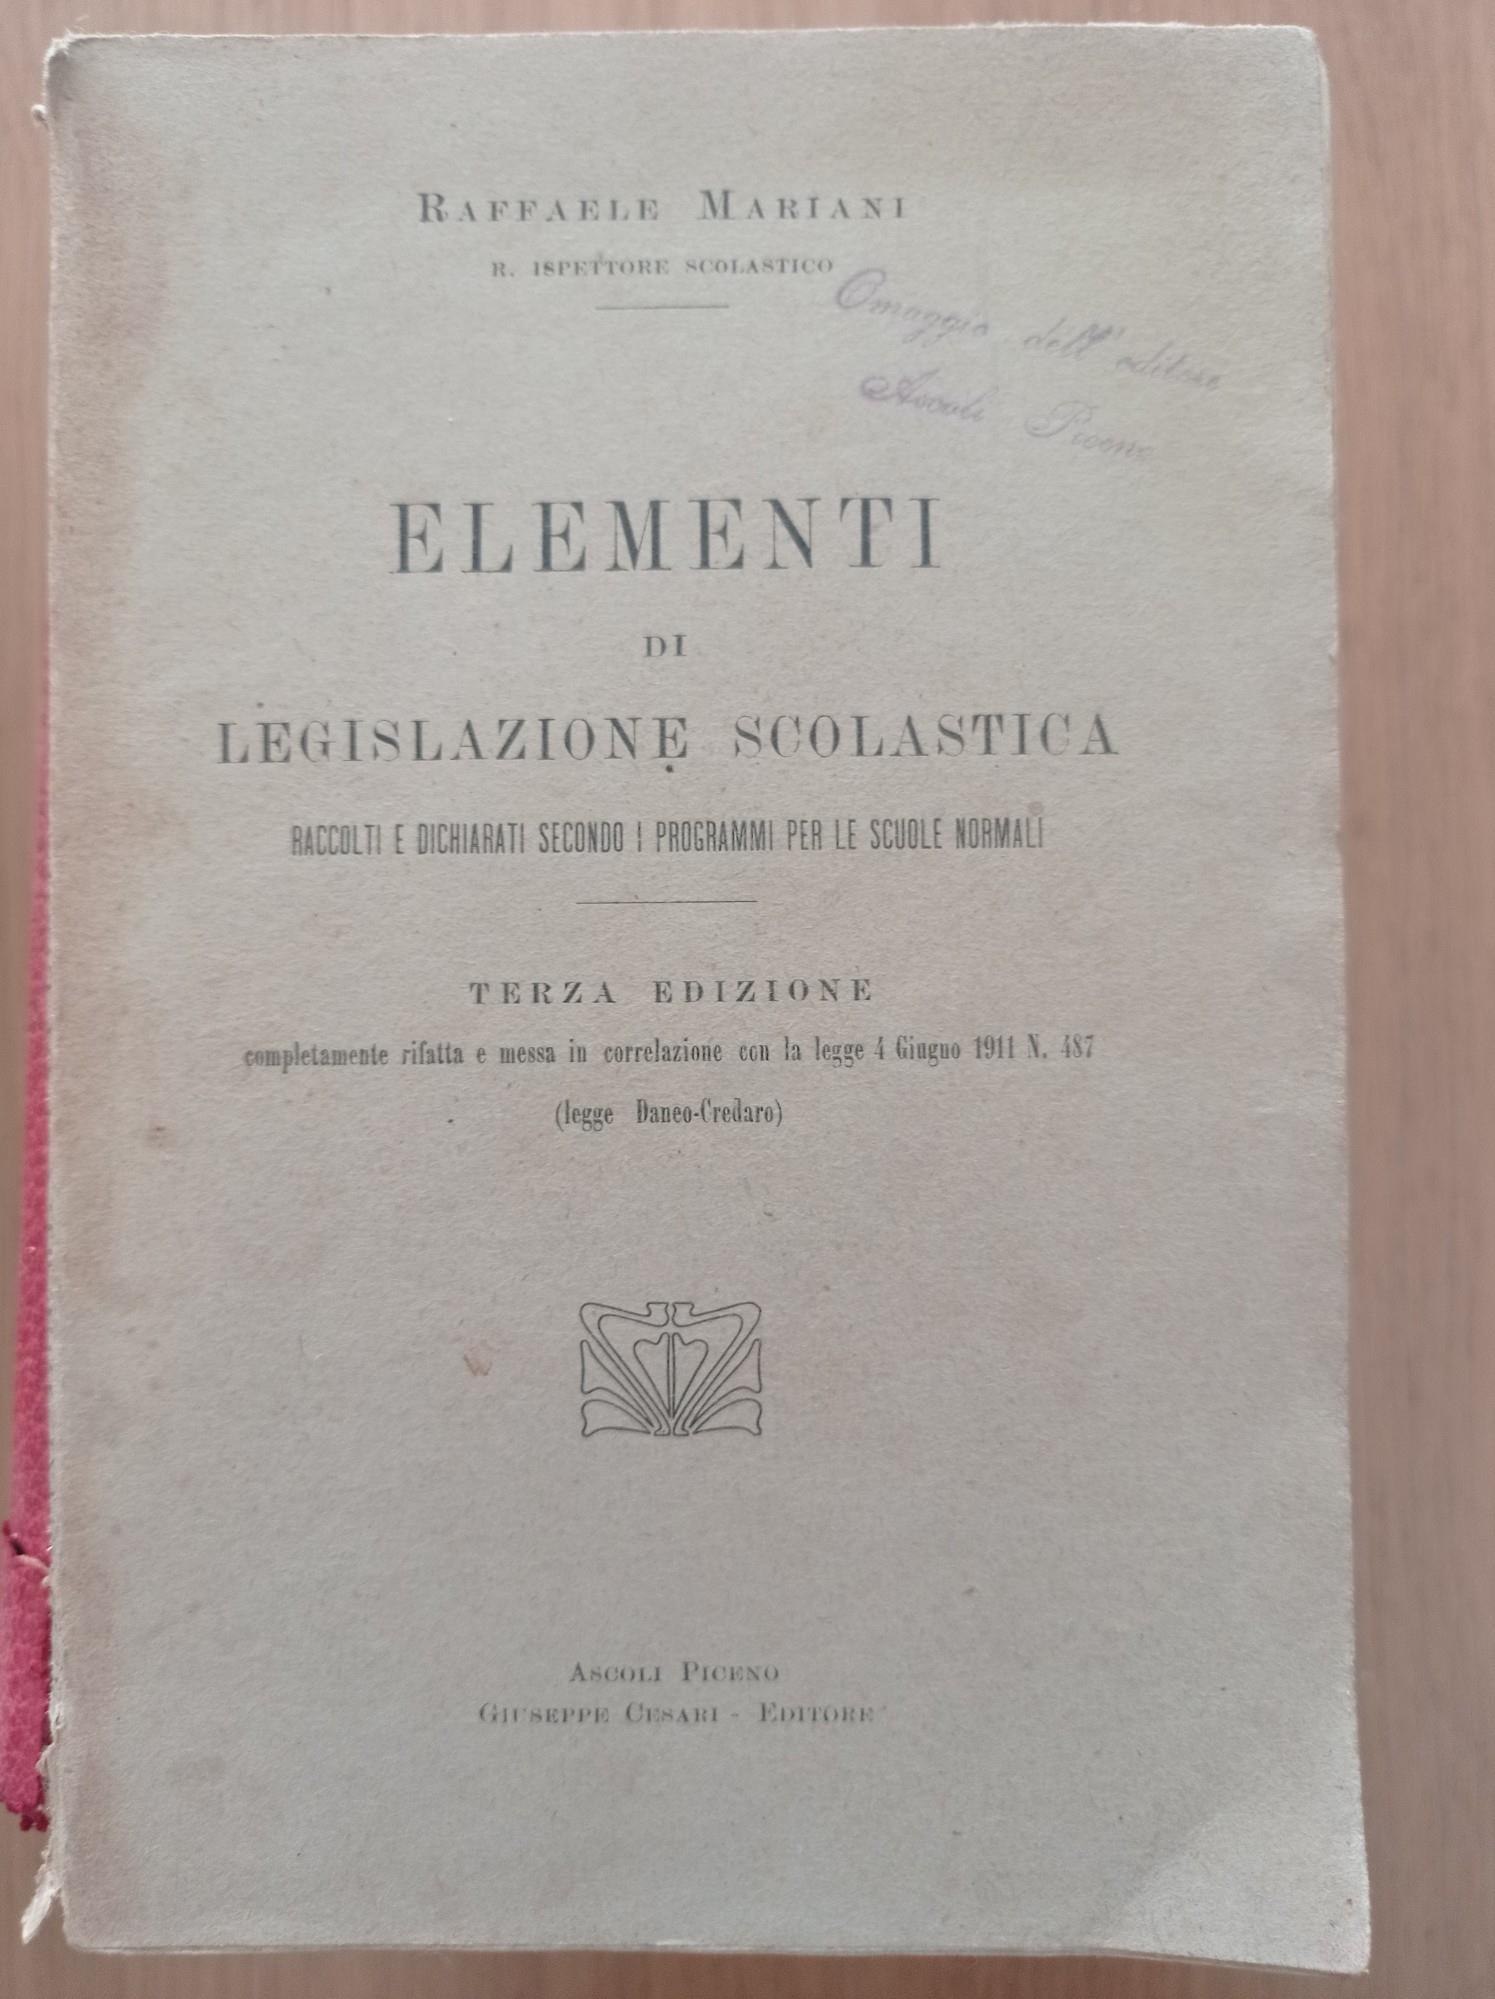 RAFFAELE MARIANI
R. ISPETTORE SCOLASTICO
Omaggio dell' editore
Ascoli Piceno
ELEMENTI
DI
LEGISLAZIONE SCOLASTICA
RACCOLTI E DICHIARATI SECONDO I PROGRAMMI PER LE SCUOLE NORMALI
TERZA EDIZIONE
completamente rifatta e messa in correlazione con la legge 4 Giugno 1911 N. 487
(legge Daneo-Credaro)
ASCOLI PICENO
GIUSEPPE CESARI - EDITORE